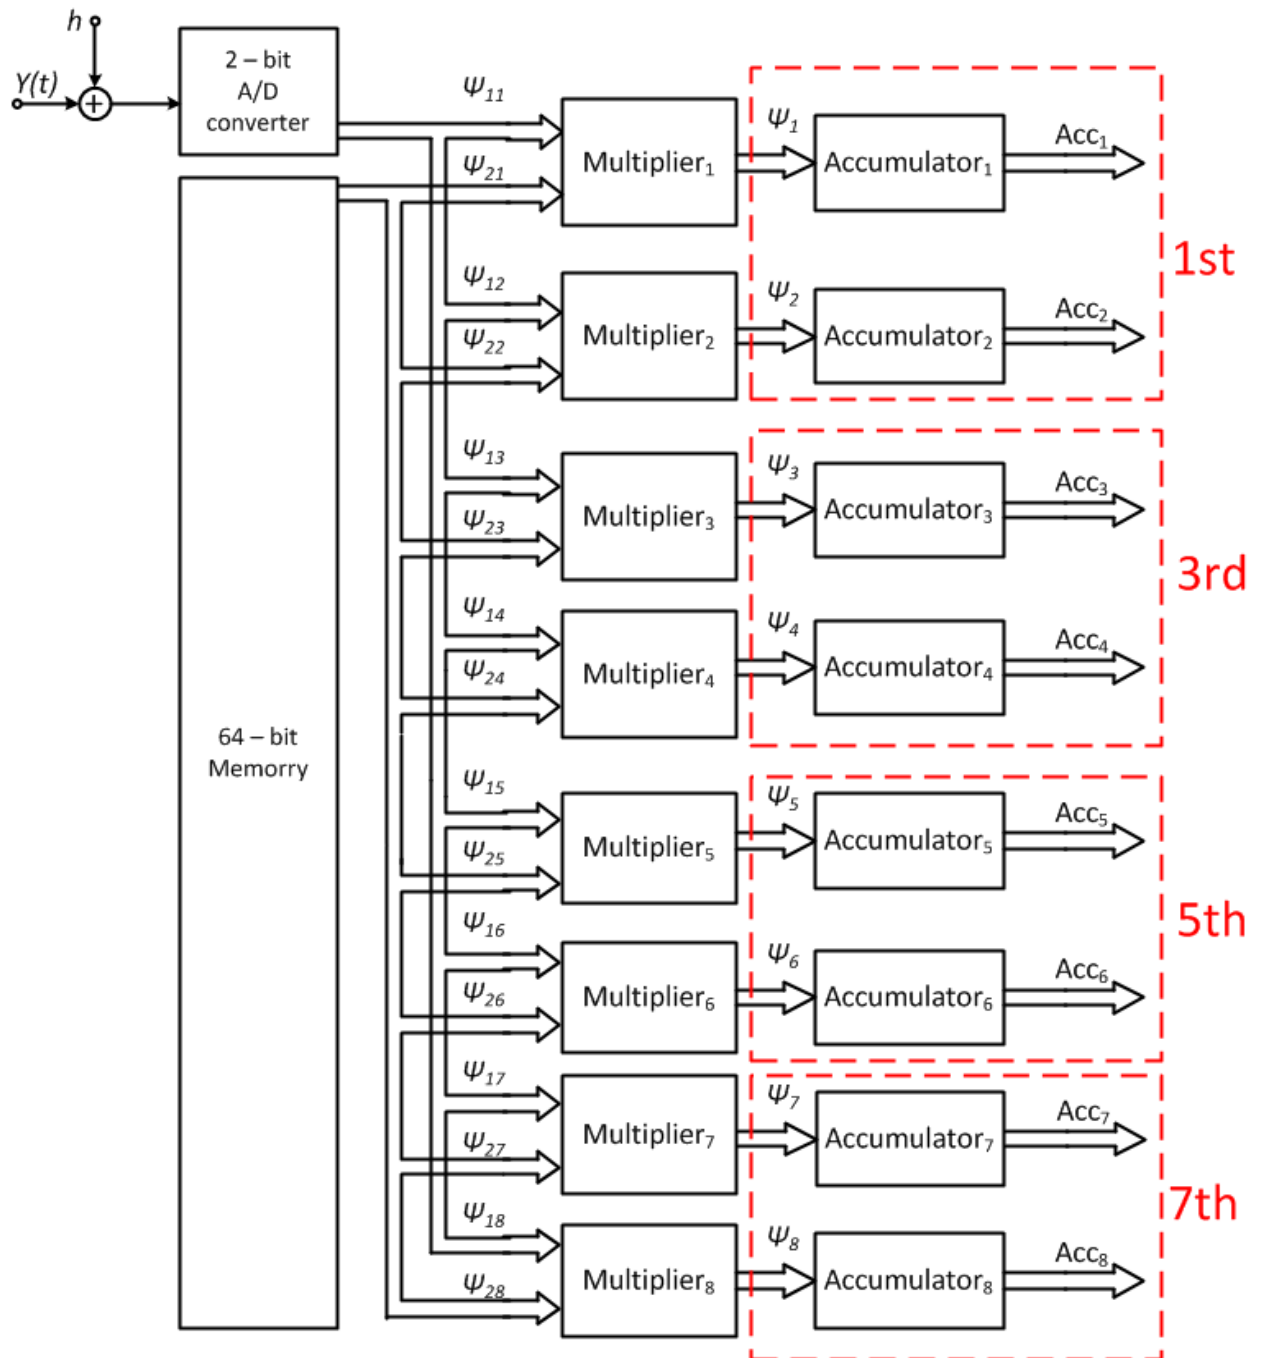 h
Y(t)
+
2 – bit
A/D
converter
64 – bit
Memorry
Ψ11
Ψ21
Multiplier1
Ψ1
Accumulator1
Acc1
Ψ12
Ψ22
Multiplier2
Ψ2
Accumulator2
Acc2
1st
Ψ13
Ψ23
Multiplier3
Ψ3
Accumulator3
Acc3
Ψ14
Ψ24
Multiplier4
Ψ4
Accumulator4
Acc4
3rd
Ψ15
Ψ25
Multiplier5
Ψ5
Accumulator5
Acc5
Ψ16
Ψ26
Multiplier6
Ψ6
Accumulator6
Acc6
5th
Ψ17
Ψ27
Multiplier7
Ψ7
Accumulator7
Acc7
Ψ18
Ψ28
Multiplier8
Ψ8
Accumulator8
Acc8
7th